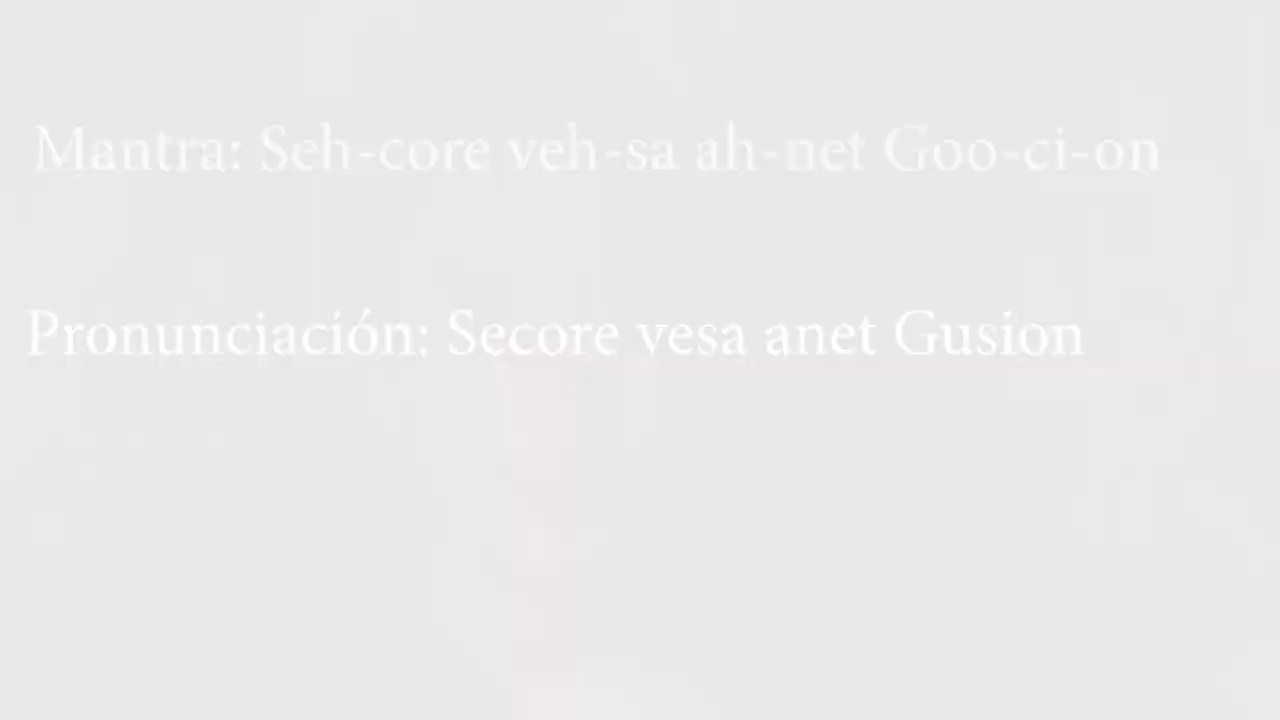 Mantra: Seh-core veh-sa ah-net Goo-ci-on
Pronunciación: Secore vesa anet Gusion